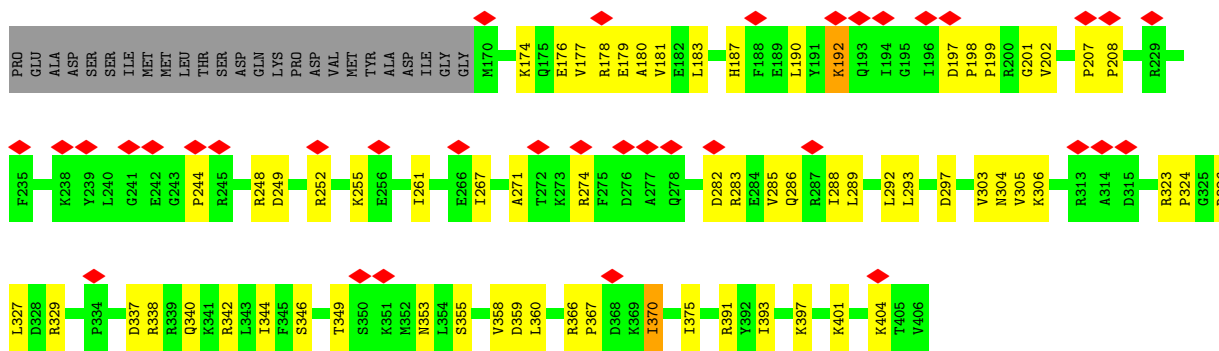 PRO GLU ALA ASP SER SER ILE MET MET LEU THR SER ASP GLN LYS PRO ASP VAL MET TYR ALA ASP ILE GLY GLY M170 K174 Q175 E176 V177 R178 E179 A180 V181 E182 L183 H187 F188 E189 L190 Y191 K192 Q193 I194 G195 I196 D197 P198 P199 R200 G201 V202 P207 P208 R229
F235 K238 Y239 L240 G241 E242 G243 P244 R245 R248 D249 R252 K255 E256 I261 E266 I267 A271 T272 K273 R274 F275 D276 A277 Q278 D282 R283 E284 V285 Q286 R287 I288 L289 L292 L293 D297 V303 N304 V305 K306 R313 A314 D315 R323 P324 G325
L327 D328 R329 P334 D337 R338 R339 Q340 K341 R342 L343 I344 F345 S346 T349 S350 K351 M352 N353 L354 S355 V358 D359 L360 R366 P367 D368 K369 I370 I375 R391 Y392 I393 K397 K401 K404 T405 V406